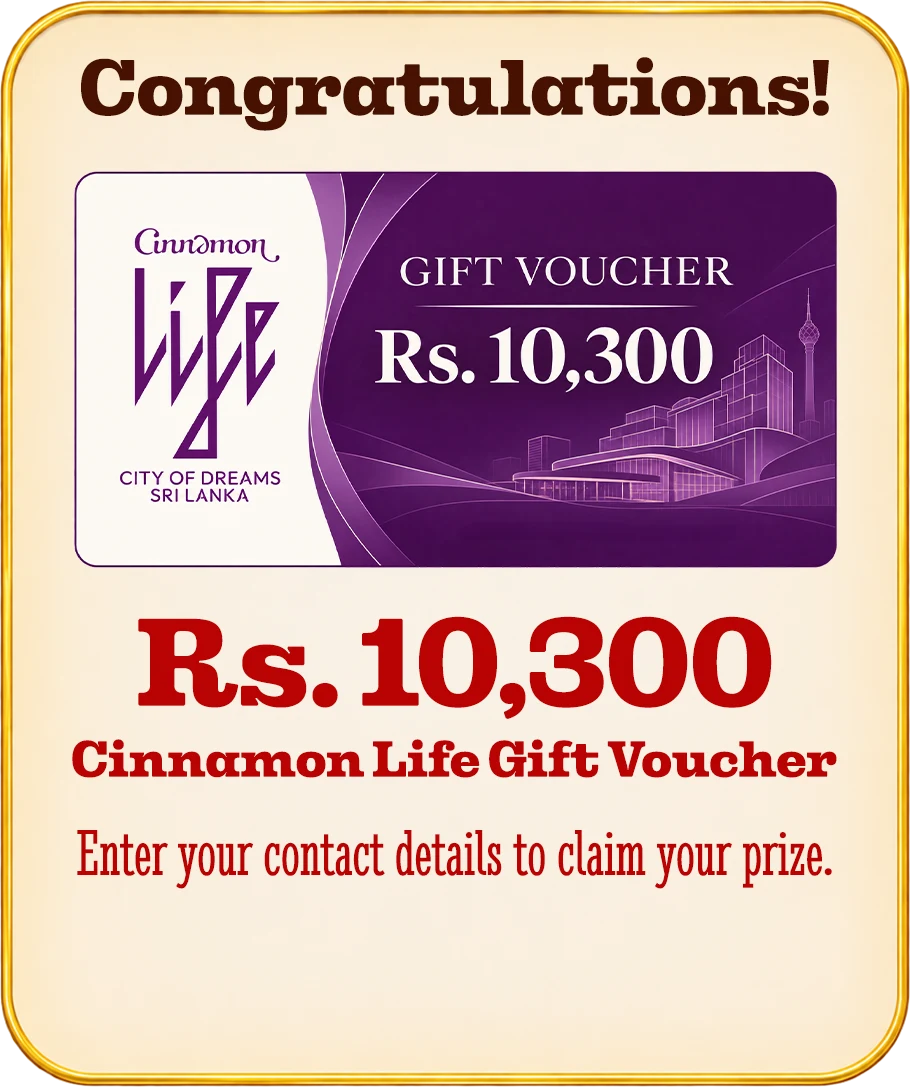 Congratulations!
Cinnamon
life
CITY OF DREAMS
SRI LANKA
GIFT VOUCHER
Rs. 10,300
Rs. 10,300
Cinnamon Life Gift Voucher
Enter your contact details to claim your prize.